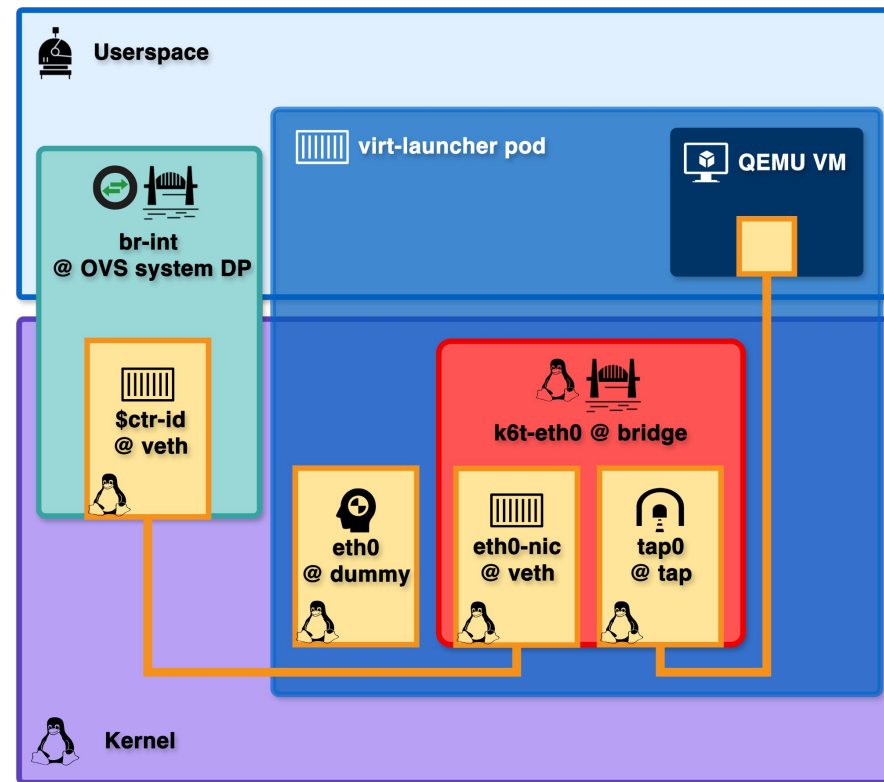 Userspace
virt-launcher pod
QEMU VM
br-int
@ OVS system DP
$ctr-id
@ veth
k6t-eth0 @ bridge
eth0
@ dummy
eth0-nic
@ veth
tap0
@ tap
Kernel